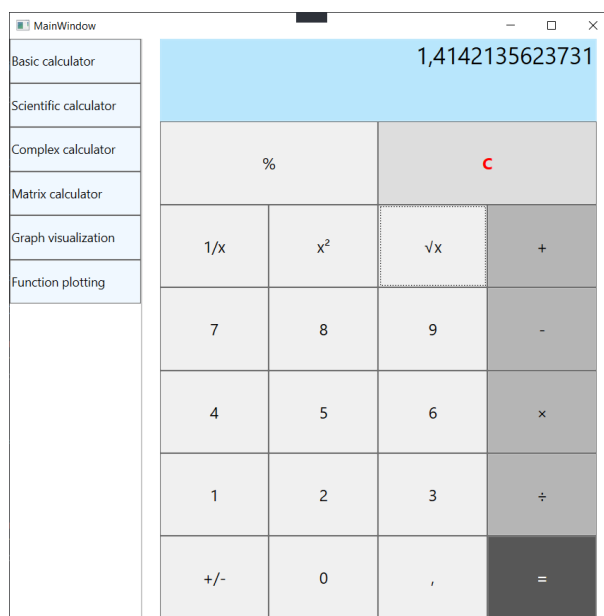 MainWindow
Basic calculator
Scientific calculator
Complex calculator
Matrix calculator
Graph visualization
Function plotting
1,4142135623731
% C
1/x x² √x +
7 8 9 -
4 5 6 ×
1 2 3 ÷
+/- 0 , =